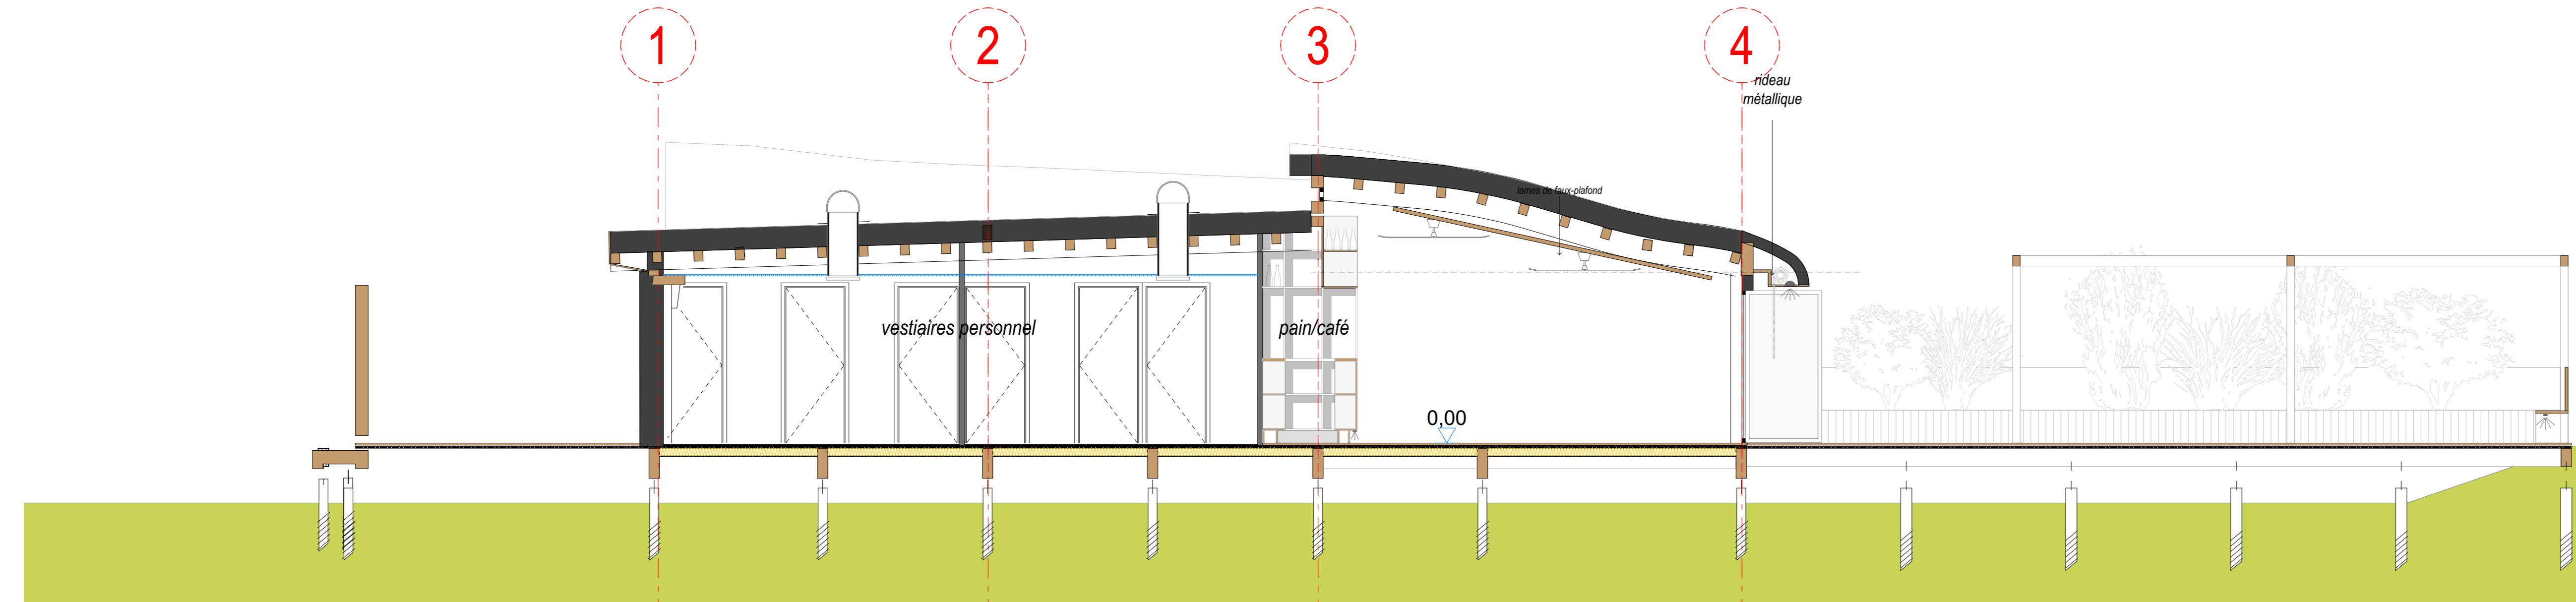 1
2
3
4
rideau
métallique
lames de faux-plafond
vestiaires personnel
pain/café
0,00